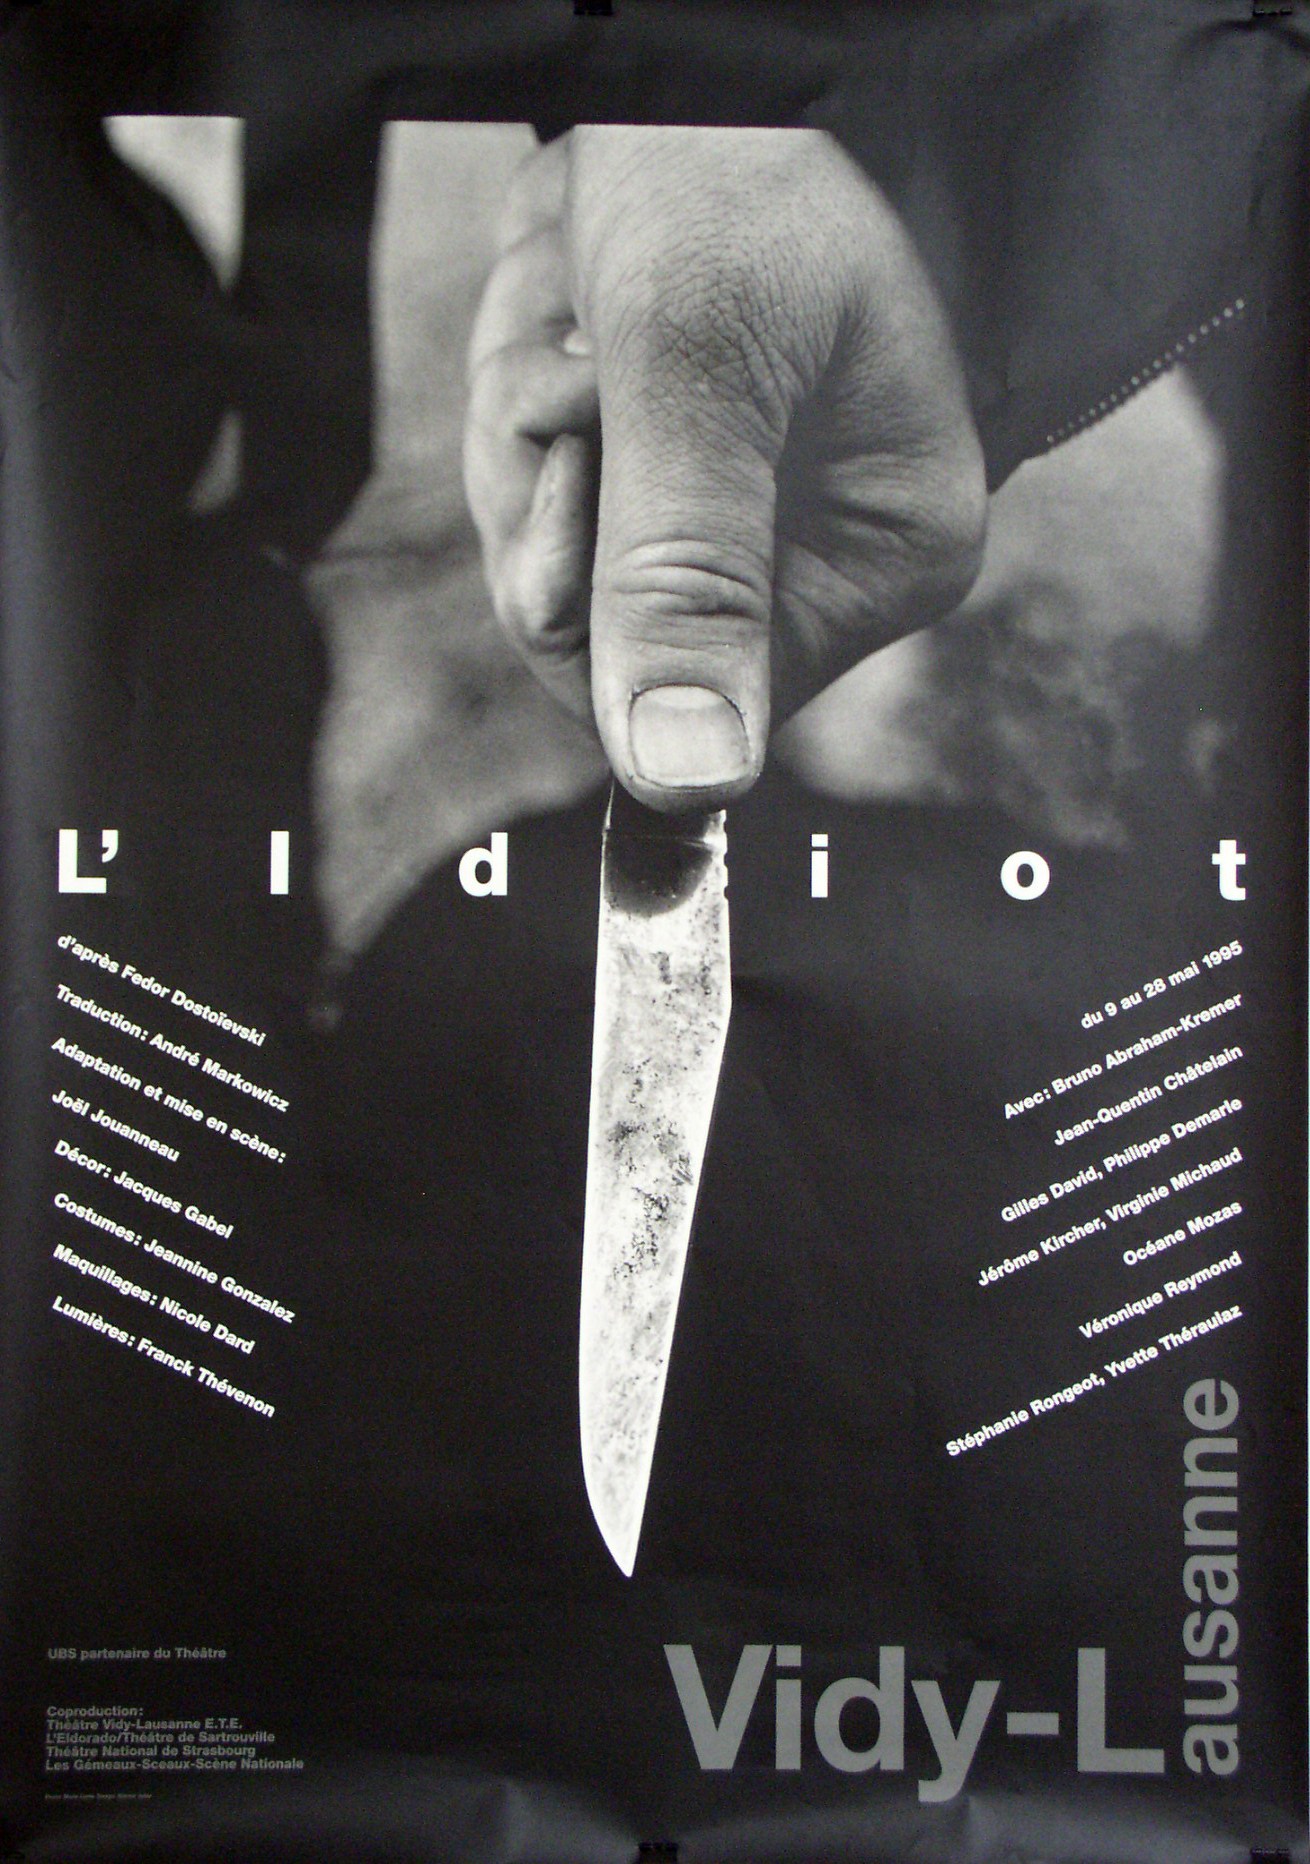 L'Idiot
d'après Fedor Dostoïevski
Traduction: André Markowicz
Adaptation et mise en scène:
Joël Jouanneau
Décor: Jacques Gabel
Costumes: Jeannine Gonzalez
Maquillages: Nicole Dard
Lumières: Franck Thévenon
du 9 au 28 mai 1995
Avec: Bruno Abraham-Kremer
Jean-Quentin Châtelain
Gilles David, Philippe Demarle
Jérôme Kircher, Virginie Michaud
Océane Mozas
Véronique Reymond
Stéphanie Rongeot, Yvette Théraulaz
UBS partenaire du Théâtre
Coproduction:
Théâtre Vidy-Lausanne E.T.E.
L'Eldorado/Théâtre de Sartrouville
Théâtre National de Strasbourg
Les Gémeaux-Sceaux-Scène Nationale
Vidy-Lausanne